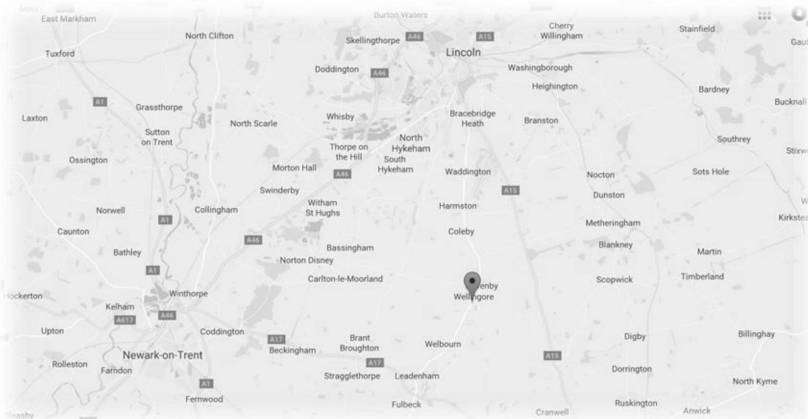 Burton Waters
East Markham
North Clifton
Skellingthorpe
A46
A15
Cherry
Willingham
Stainfield
Tuxford
Lincoln
Doddington
A46
Washingborough
Heighington
Bardney
A1
Grassthorpe
Laxton
Whisby
Bracebridge
Heath
Branston
North Scarle
Sutton
on Trent
North
Hykeham
Southrey
Thorpe on
the Hill
South
Hykeham
Ossington
Morton Hall
A46
Waddington
Nocton
Sots Hole
Swinderby
A15
Dunston
Norwell
Collingham
Witham
St Hughs
Harmston
A1
Metheringham
Caunton
Coleby
A46
Bassingham
Blankney
Bathley
Norton Disney
Martin
A1
Carlton-le-Moorland
Scopwick
Timberland
enby
Hockerton
Winthorpe
Wellingore
Kelham
A617
A46
Upton
Coddington
Billinghay
A17
Brant
Broughton
Welbourn
Digby
Newark-on-Trent
Beckingham
A15
A17
Rolleston
Farndon
Stragglethorpe
Leadenham
Dorrington
A1
North Kyme
Fernwood
Fulbeck
Ruskington
Cranwell
Anwick